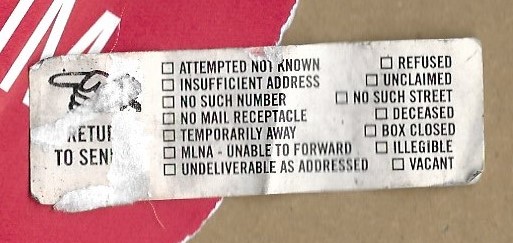 ☐ ATTEMPTED NOT KNOWN ☐ REFUSED
☐ INSUFFICIENT ADDRESS ☐ UNCLAIMED
☐ NO SUCH NUMBER ☐ NO SUCH STREET
☐ NO MAIL RECEPTACLE ☐ DECEASED
☐ TEMPORARILY AWAY ☐ BOX CLOSED
☐ MLNA - UNABLE TO FORWARD ☐ ILLEGIBLE
☐ UNDELIVERABLE AS ADDRESSED ☐ VACANT
RETU
TO SEN